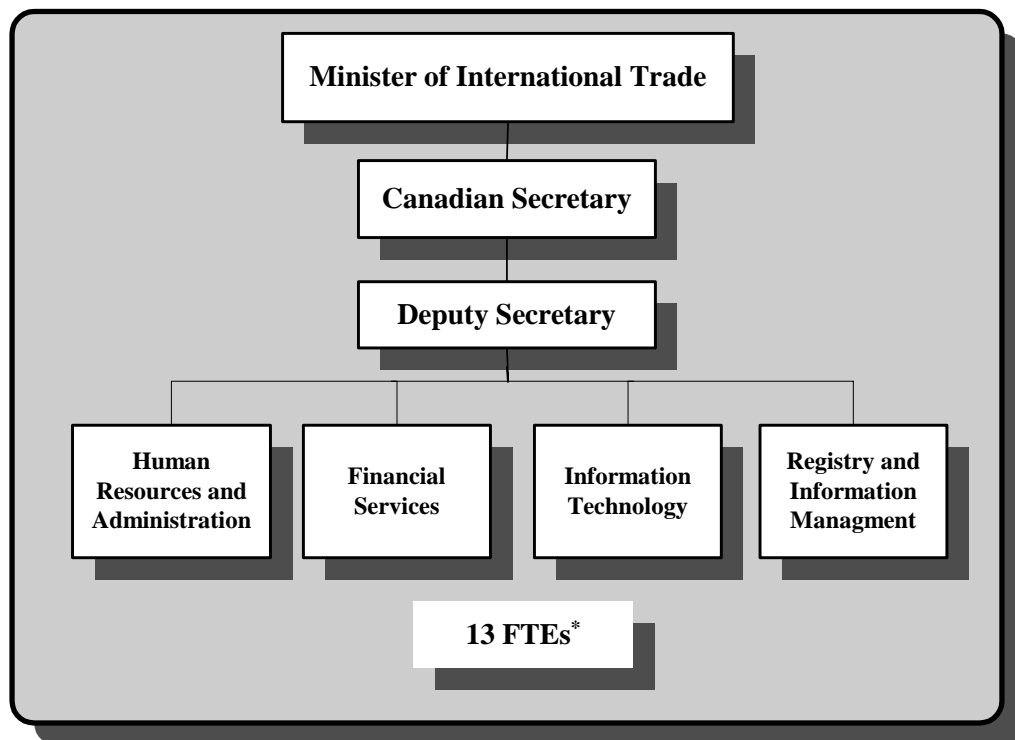 Minister of International Trade
Canadian Secretary
Deputy Secretary
Human
Resources and
Administration
Financial
Services
Information
Technology
Registry and
Information
Managment
13 FTEs*